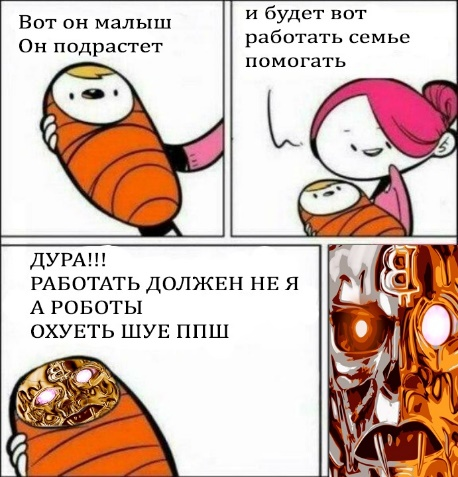 Вот он малыш
Он подрастет
и будет вот
работать семье
помогать
ДУРА!!!
РАБОТАТЬ ДОЛЖЕН НЕ Я
А РОБОТЫ
ОХУЕТЬ ШУЕ ППШ